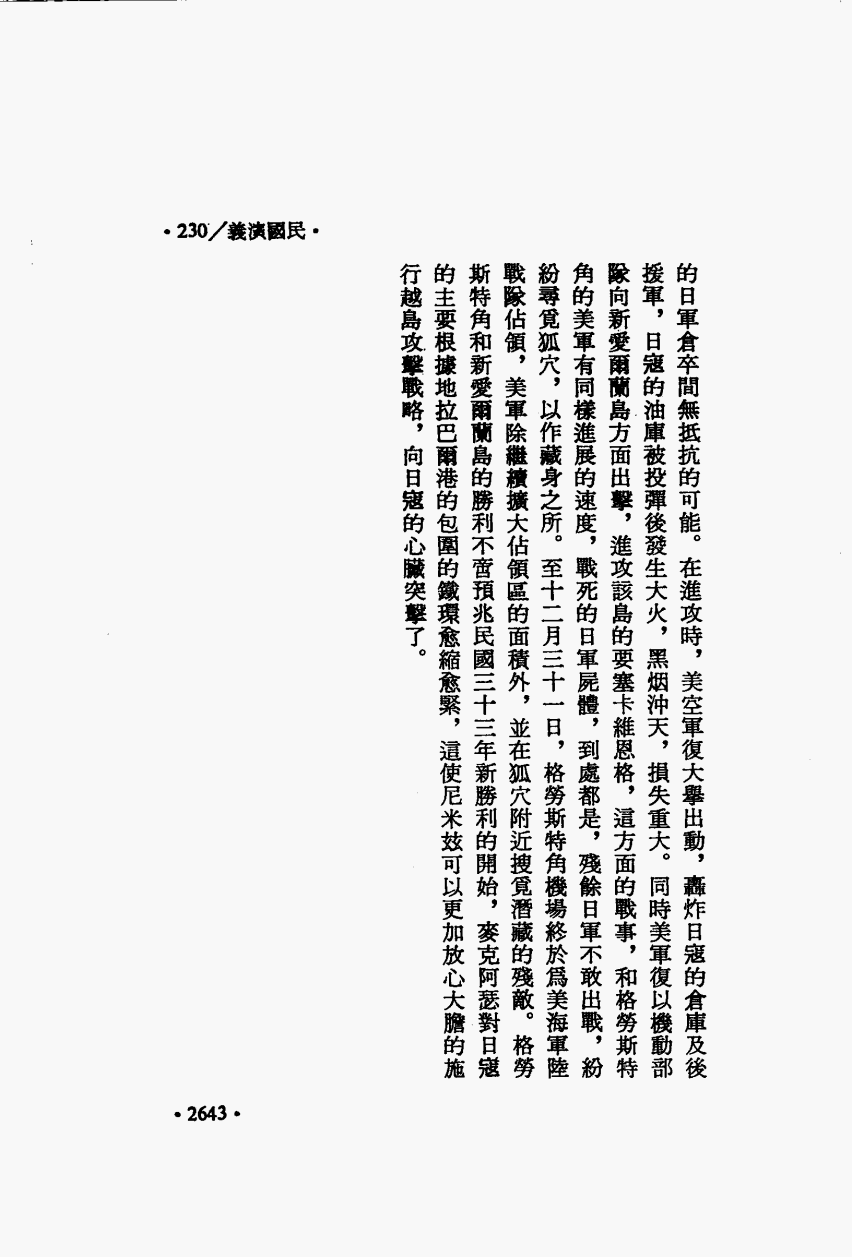 •230/義演國民•
的日軍倉卒間無抵抗的可能。在進攻時，美空軍復大舉出動，轟炸日寇的倉庫及後
援軍，日寇的油庫被投彈後發生大火，黑烟沖天，損失重大。同時美軍復以機動部
隊向新愛爾蘭島方面出擊，進攻該島的要塞卡維恩格，這方面的戰事，和格勞斯特
角的美軍有同樣進展的速度，戰死的日軍屍體，到處都是，殘餘日軍不敢出戰，紛
紛尋覓狐穴，以作藏身之所。至十二月三十一日，格勞斯特角機場終於爲美海軍陸
戰隊佔領，美軍除繼續擴大佔領區的面積外，並在狐穴附近搜覓潛藏的殘敵。格勞
斯特角和新愛爾蘭島的勝利不啻預兆民國三十三年新勝利的開始，麥克阿瑟對日寇
的主要根據地拉巴爾港的包圍的鐵環愈縮愈緊，這使尼米玆可以更加放心大膽的施
行越島攻擊戰略，向日寇的心臟突擊了。
•2643•